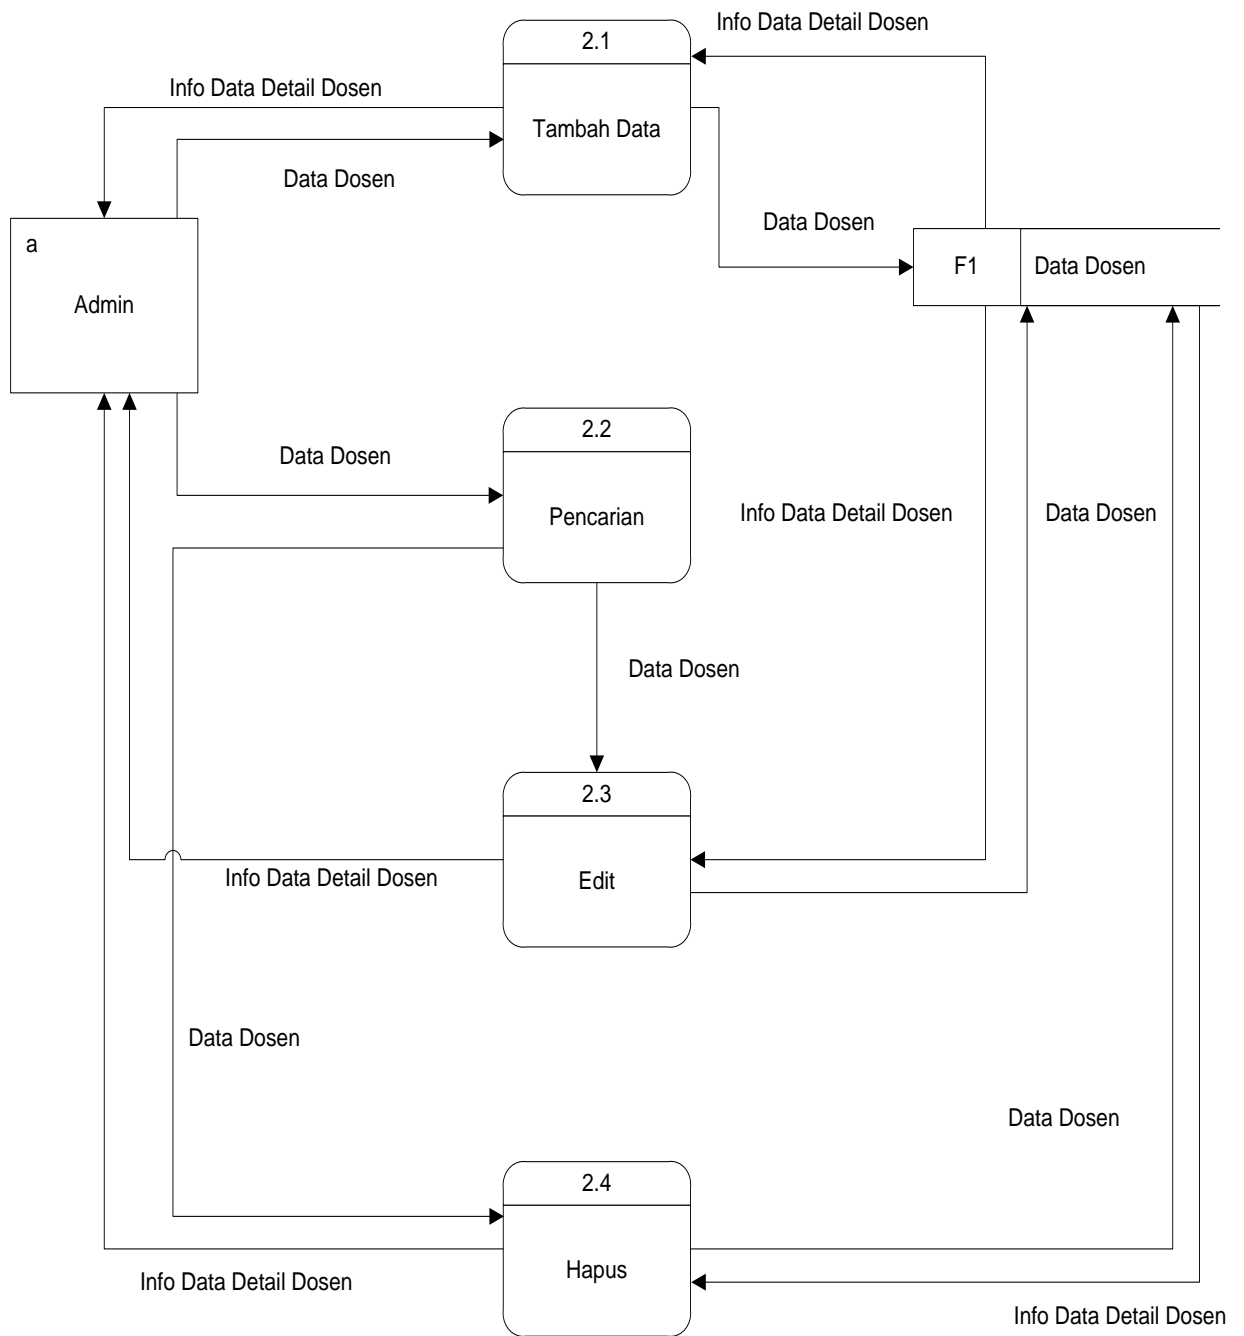 2.1
Info Data Detail Dosen
Info Data Detail Dosen
Tambah Data
Data Dosen
Data Dosen
a
Admin
F1
Data Dosen
2.2
Data Dosen
Pencarian
Info Data Detail Dosen
Data Dosen
Data Dosen
2.3
Edit
Info Data Detail Dosen
Data Dosen
Data Dosen
2.4
Hapus
Info Data Detail Dosen
Info Data Detail Dosen